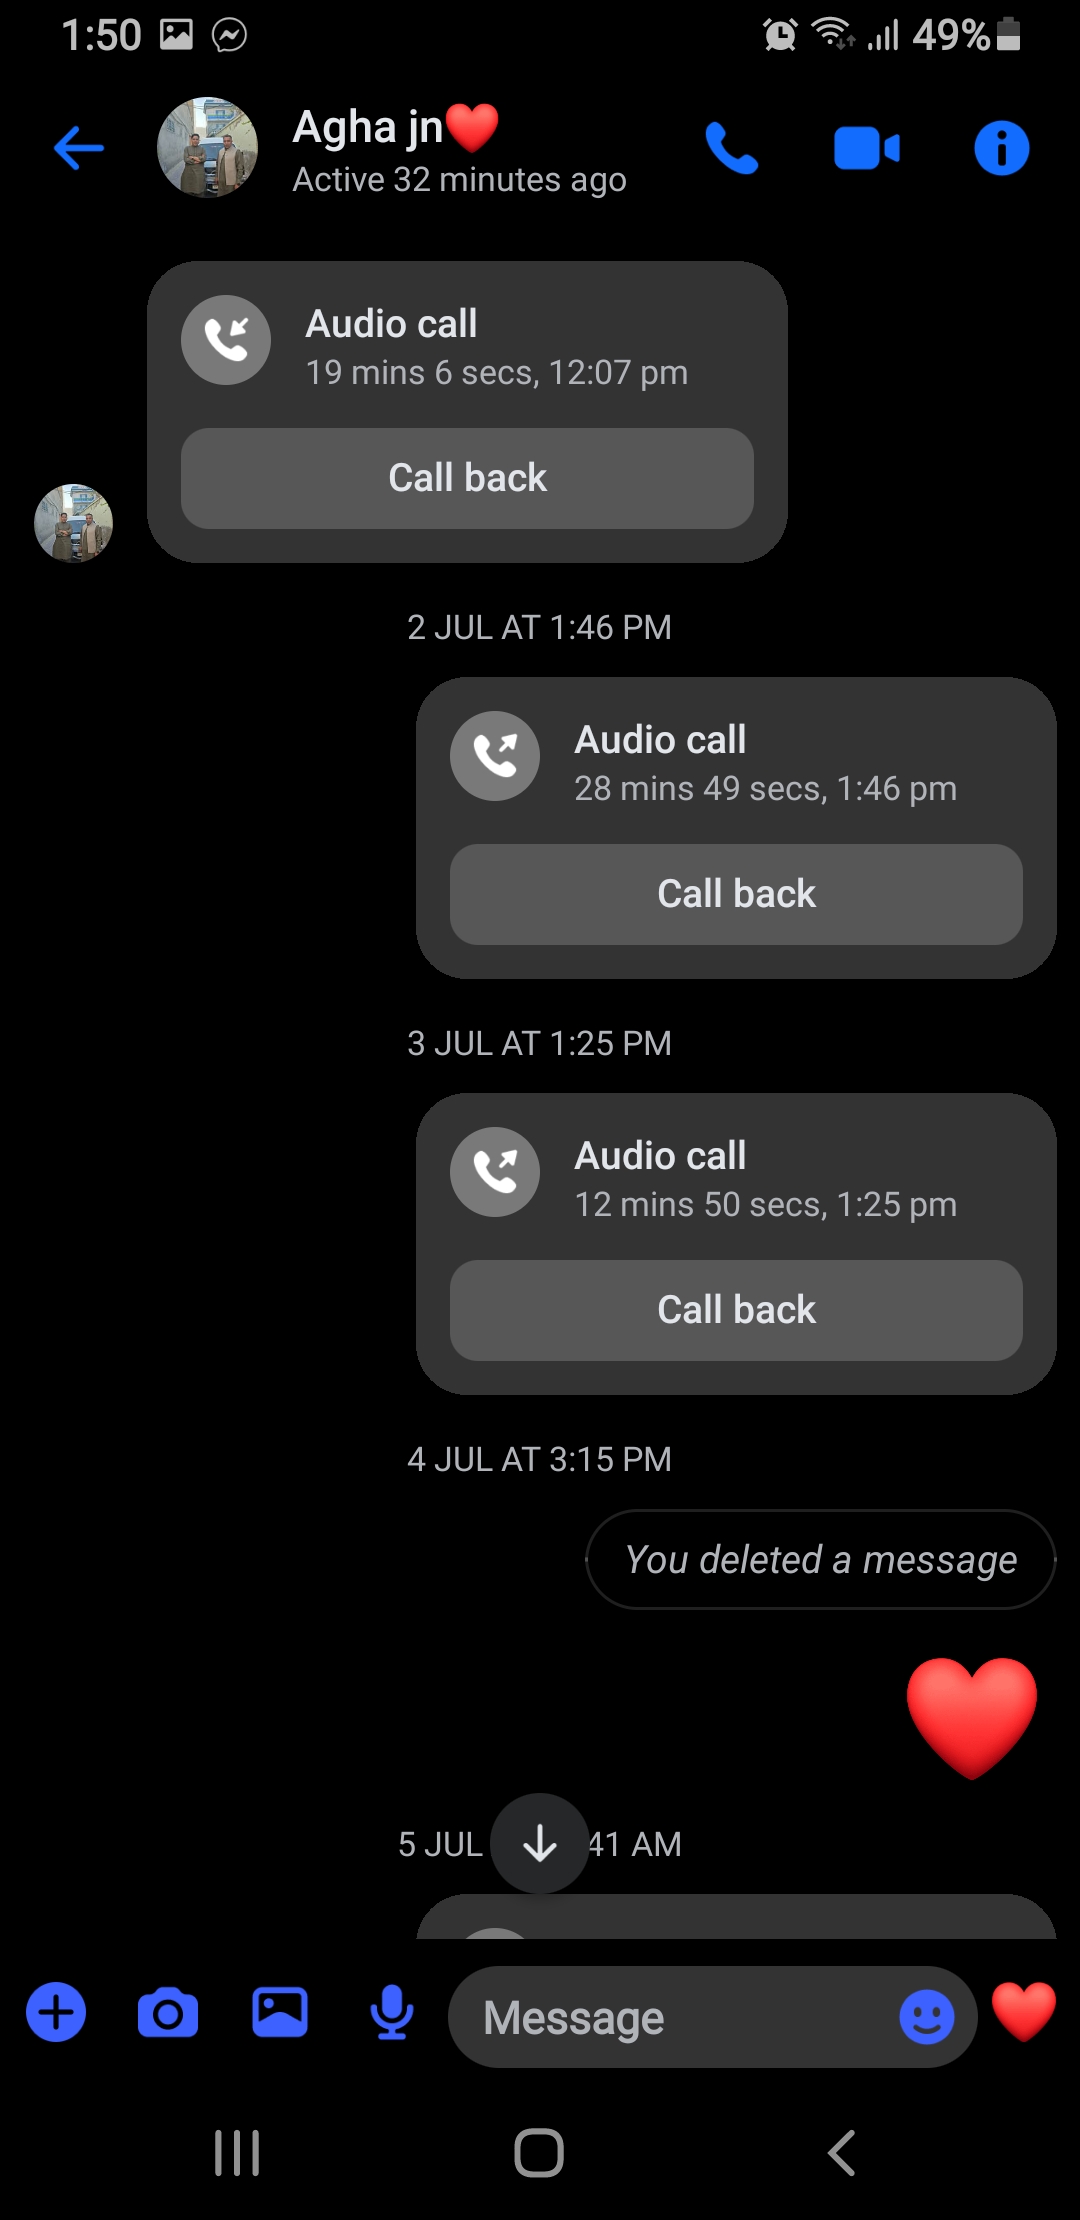 1:50 49%
Agha jn❤️
Active 32 minutes ago
Audio call
19 mins 6 secs, 12:07 pm
Call back
2 JUL AT 1:46 PM
Audio call
28 mins 49 secs, 1:46 pm
Call back
3 JUL AT 1:25 PM
Audio call
12 mins 50 secs, 1:25 pm
Call back
4 JUL AT 3:15 PM
You deleted a message
❤️
5 JUL 41 AM
Message